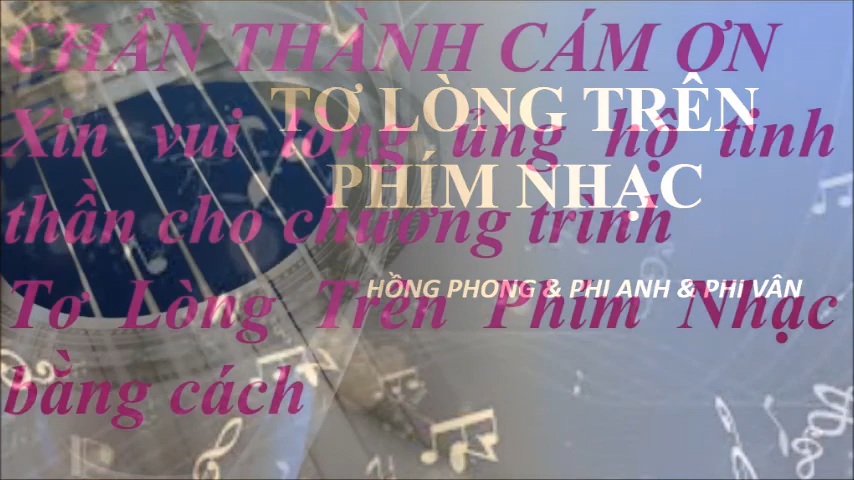 CHÂN THÀNH CÁM ƠN
Xin vui lòng ủng hộ tinh
thần cho chương trình
Tơ Lòng Trên Phím Nhạc
bằng cách
TƠ LÒNG TRÊN
PHÍM NHẠC
HỒNG PHONG & PHI ANH & PHI VÂN